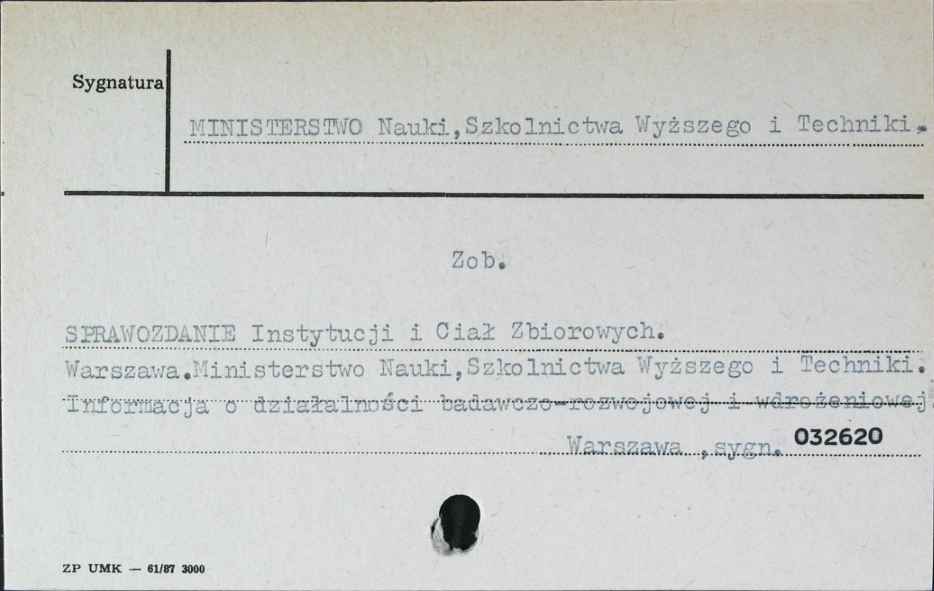 Sygnatura
MINISTERSTWO Nauki,Szkolnictwa Wyższego i Techniki.
Zob.
SPRAWOZDANIE Instytucji i Ciał Zbiorowych.
Warszawa.Ministerstwo Nauki,Szkolnictwa Wyższego i Techniki.
Informacja o działalności badawczo-rozwojowej i wdrożeniowej.
Warszawa ,sygn. 032620
ZP UMK — 61/87 3000